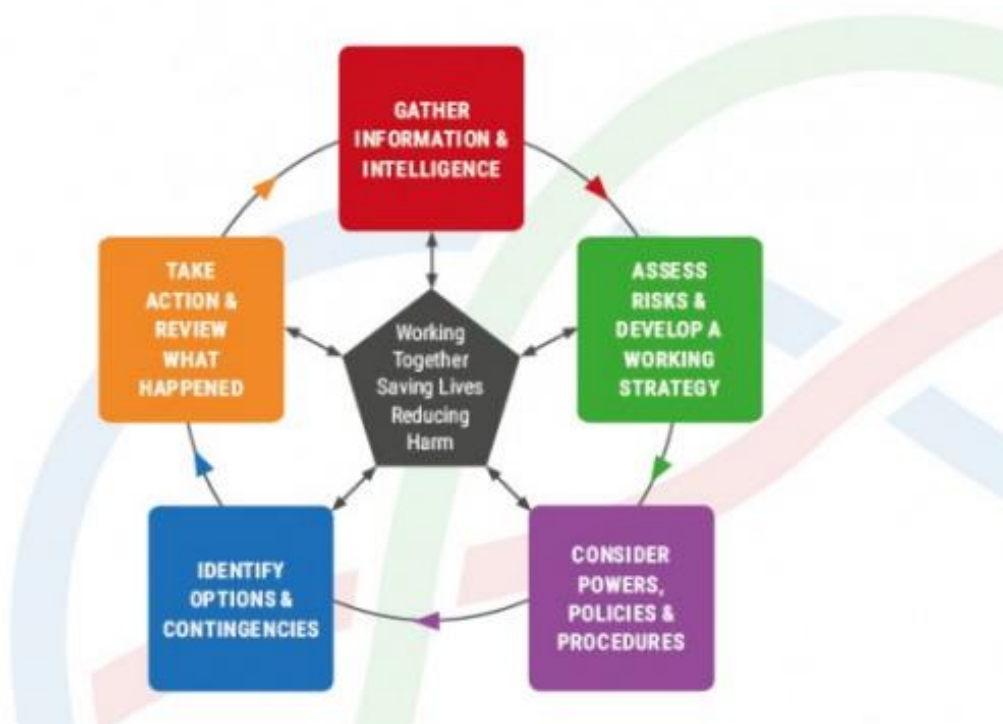 GATHER
INFORMATION &
INTELLIGENCE
ASSESS
RISKS &
DEVELOP A
WORKING
STRATEGY
CONSIDER
POWERS,
POLICIES &
PROCEDURES
IDENTIFY
OPTIONS &
CONTINGENCIES
TAKE
ACTION &
REVIEW
WHAT
HAPPENED
Working
Together
Saving Lives
Reducing
Harm